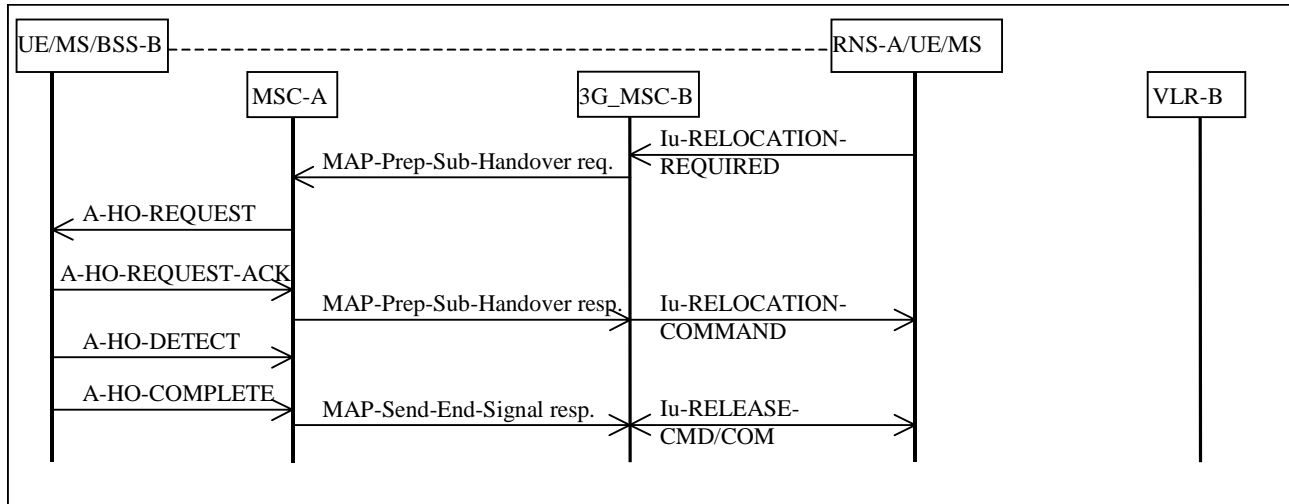 UE/MS/BSS-B
RNS-A/UE/MS
MSC-A
3G_MSC-B
VLR-B
Iu-RELOCATION-
REQUIRED
MAP-Prep-Sub-Handover req.
A-HO-REQUEST
A-HO-REQUEST-ACK
MAP-Prep-Sub-Handover resp.
Iu-RELOCATION-
COMMAND
A-HO-DETECT
A-HO-COMPLETE
MAP-Send-End-Signal resp.
Iu-RELEASE-
CMD/COM